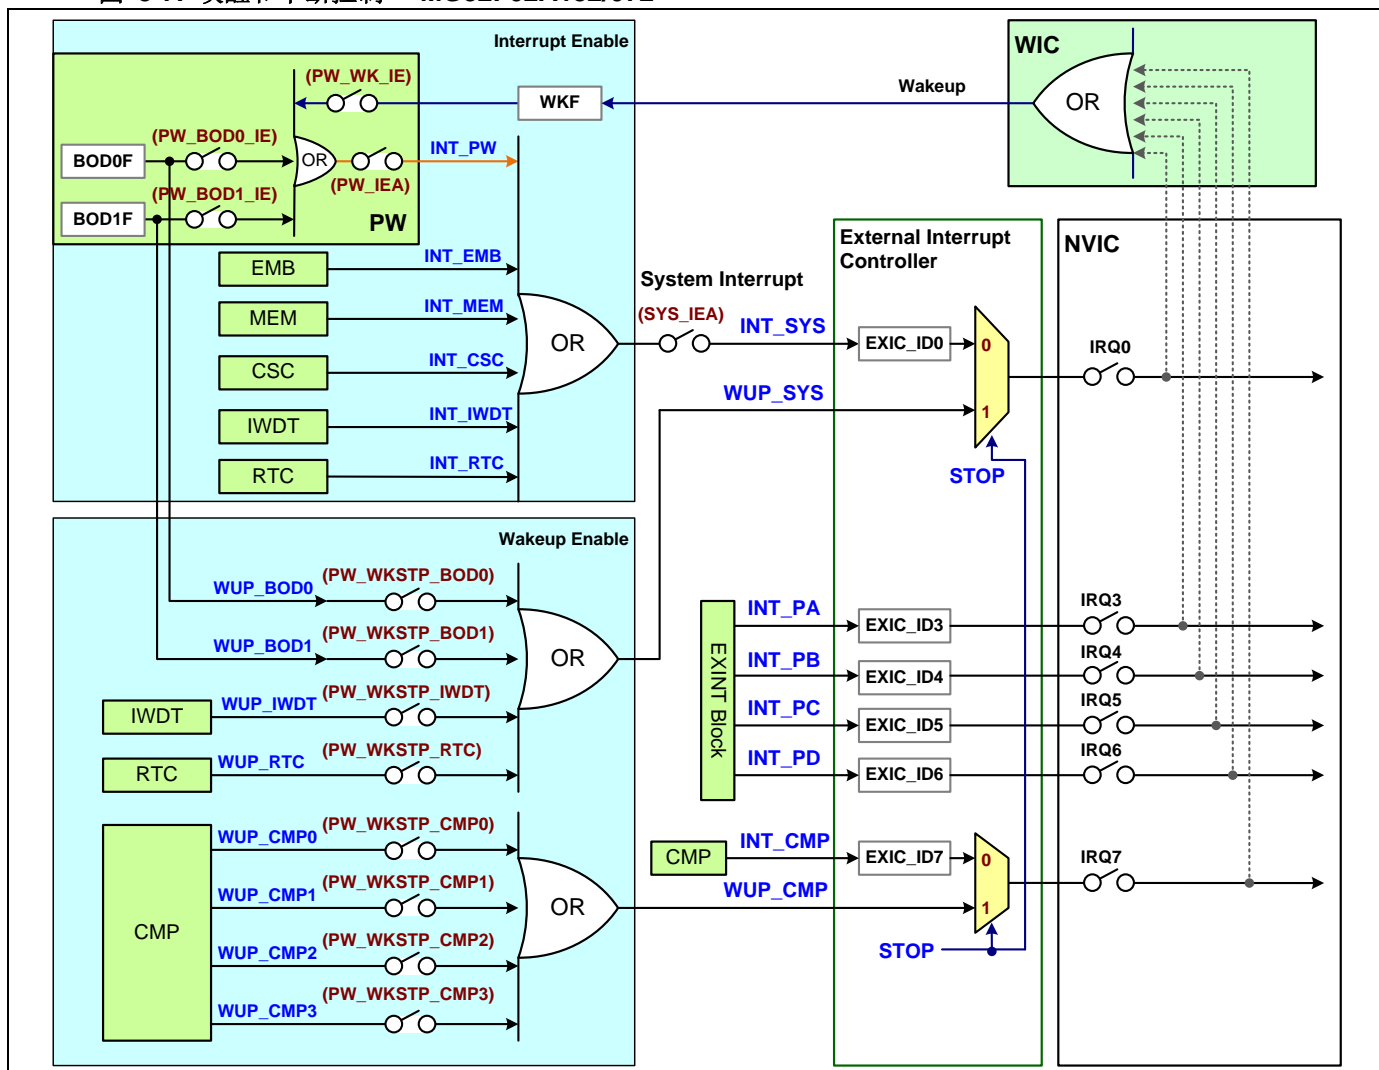 Interrupt Enable
WIC
(PW_WK_IE)
WKF
Wakeup
OR
(PW_BOD0_IE)
INT_PW
BOD0F
OR
(PW_IEA)
(PW_BOD1_IE)
BOD1F
PW
External Interrupt
Controller
NVIC
EMB
INT_EMB
System Interrupt
MEM
INT_MEM
(SYS_IEA)
INT_SYS
OR
EXIC_ID0
0
IRQ0
CSC
INT_CSC
WUP_SYS
1
IWDT
INT_IWDT
RTC
INT_RTC
STOP
Wakeup Enable
WUP_BOD0
(PW_WKSTP_BOD0)
WUP_BOD1
(PW_WKSTP_BOD1)
OR
IWDT
WUP_IWDT
(PW_WKSTP_IWDT)
RTC
WUP_RTC
(PW_WKSTP_RTC)
EXINT Block
INT_PA
EXIC_ID3
IRQ3
INT_PB
EXIC_ID4
IRQ4
INT_PC
EXIC_ID5
IRQ5
INT_PD
EXIC_ID6
IRQ6
CMP
WUP_CMP0
(PW_WKSTP_CMP0)
WUP_CMP1
(PW_WKSTP_CMP1)
OR
WUP_CMP2
(PW_WKSTP_CMP2)
WUP_CMP3
(PW_WKSTP_CMP3)
CMP
INT_CMP
EXIC_ID7
0
IRQ7
WUP_CMP
1
STOP